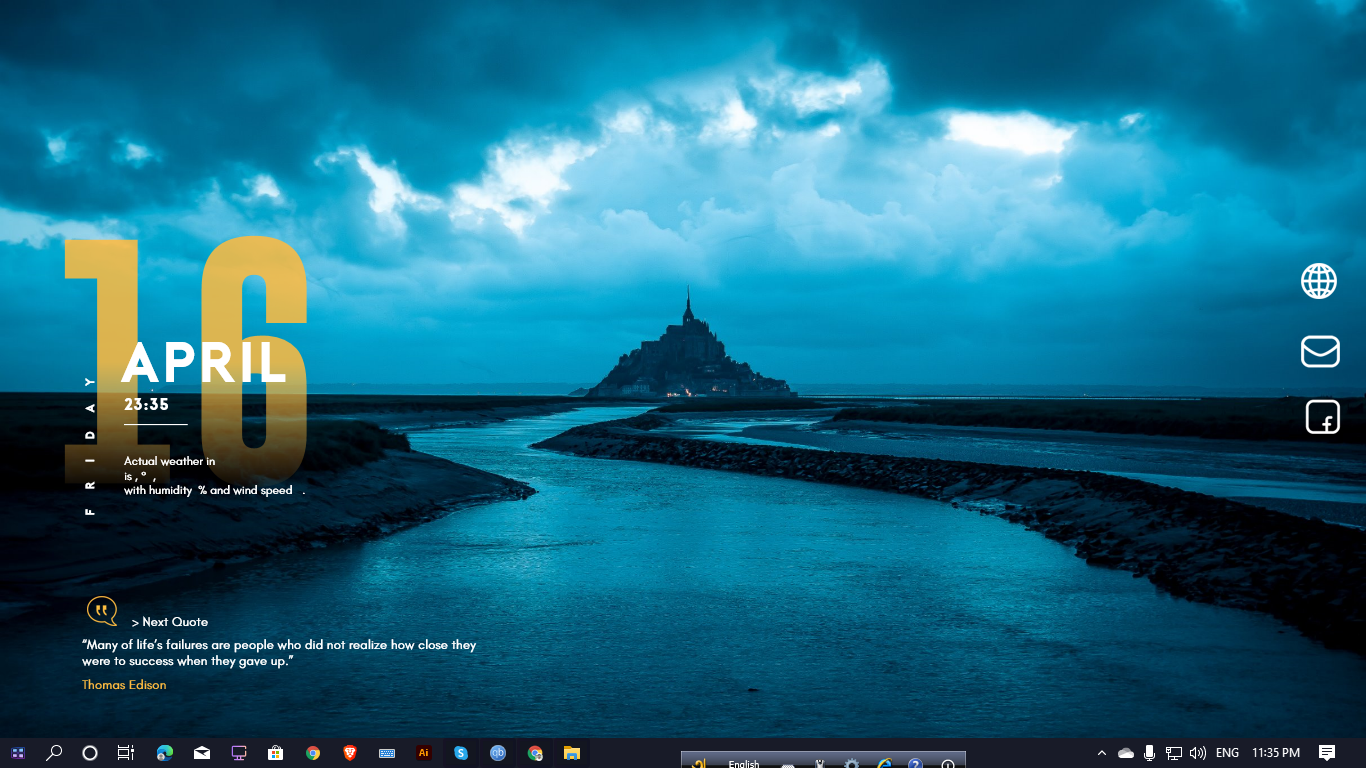 16
APRIL
23:35
FRIDAY
Actual weather in
is , ° ,
with humidity % and wind speed .
> Next Quote
“Many of life’s failures are people who did not realize how close they
were to success when they gave up.”
Thomas Edison
Ai
qb
English
ENG
11:35 PM